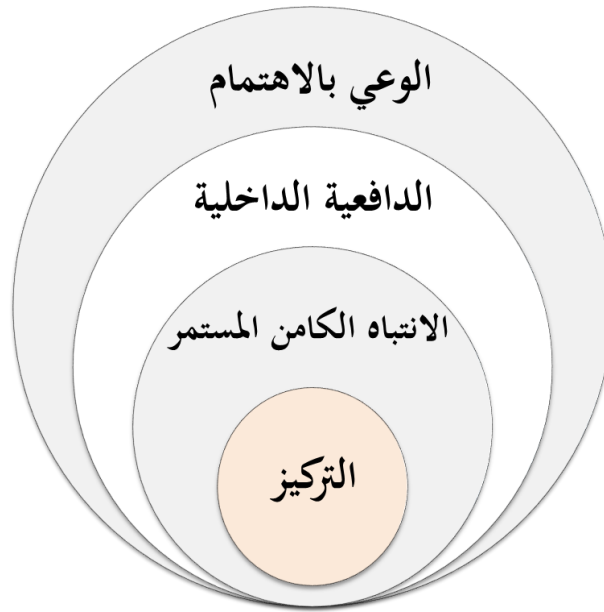 الوعي بالاهتمام
الدافعية الداخلية
الانتباه الكامن المستمر
التركيز